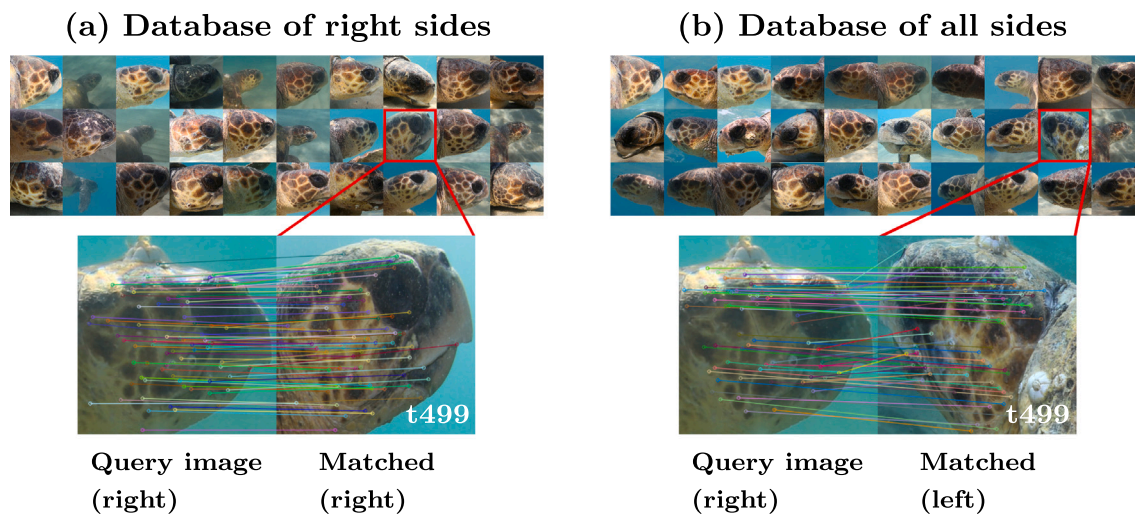 (a) Database of right sides
(b) Database of all sides
t499
t499
Query image
(right)
Matched
(right)
Query image
(right)
Matched
(left)